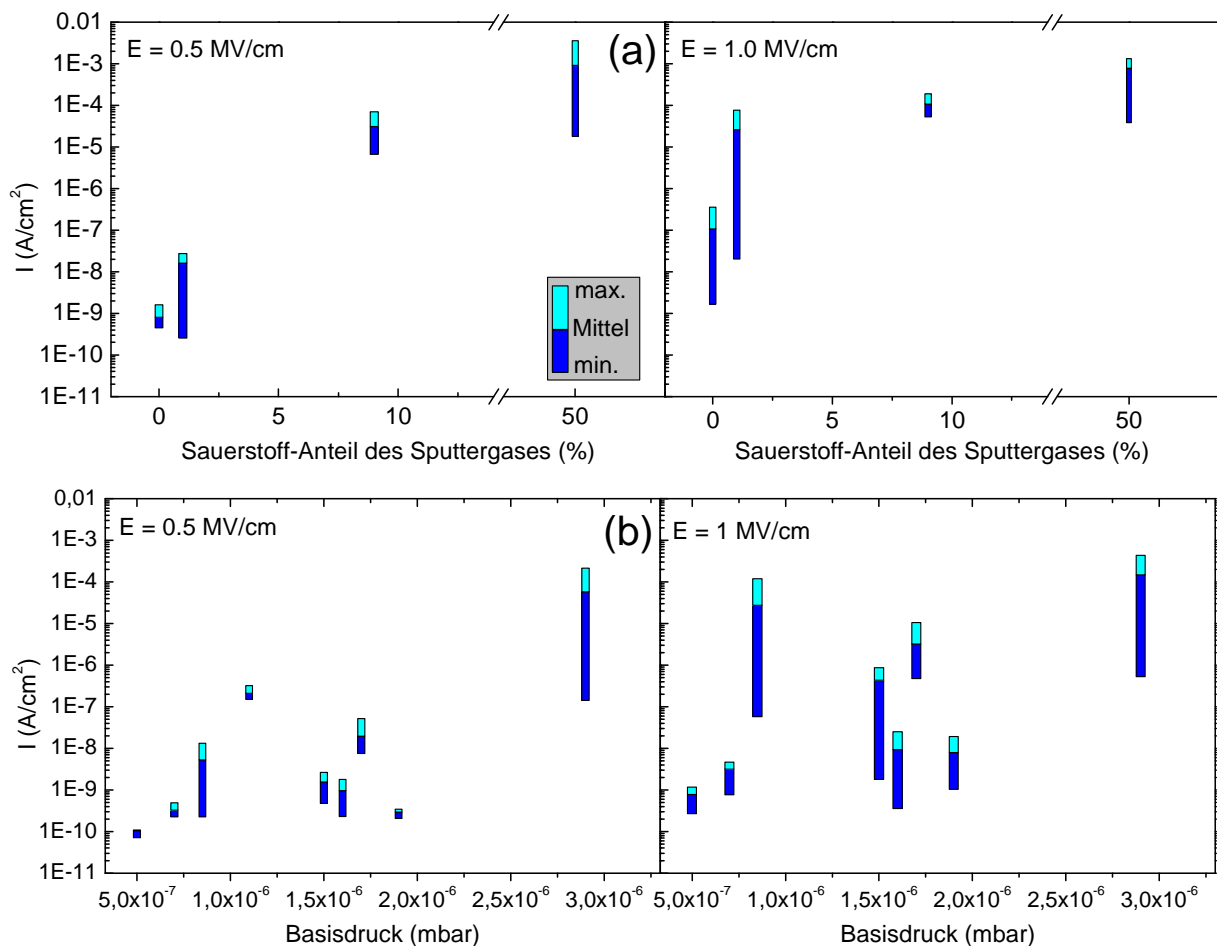 E = 0.5 MV/cm
(a)
E = 1.0 MV/cm
0.01
1E-3
1E-4
1E-5
1E-6
1E-7
1E-8
1E-9
1E-10
1E-11
I (A/cm²)
max.
Mittel
min.
0 5 10 50
0 5 10 50
Sauerstoff-Anteil des Sputtergases (%)
Sauerstoff-Anteil des Sputtergases (%)
E = 0.5 MV/cm
(b)
E = 1 MV/cm
0,01
1E-3
1E-4
1E-5
1E-6
1E-7
1E-8
1E-9
1E-10
1E-11
I (A/cm²)
5,0x10⁻⁷ 1,0x10⁻⁶ 1,5x10⁻⁶ 2,0x10⁻⁶ 2,5x10⁻⁶ 3,0x10⁻⁶
5,0x10⁻⁷ 1,0x10⁻⁶ 1,5x10⁻⁶ 2,0x10⁻⁶ 2,5x10⁻⁶ 3,0x10⁻⁶
Basisdruck (mbar)
Basisdruck (mbar)